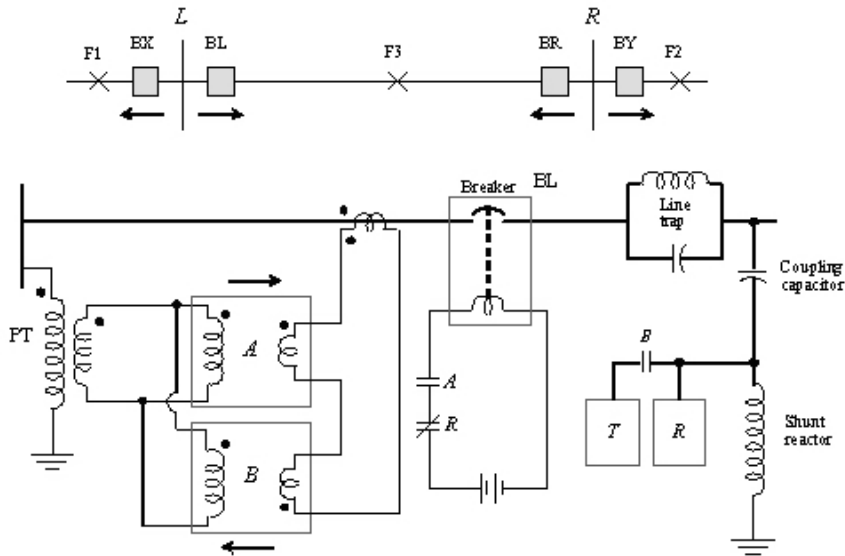 L R
F1 BX BL F3 BR BY F2
Breaker BL
Line
trap
Coupling
capacitor
PT
A
B
A
R
B
T R
Shunt
reactor